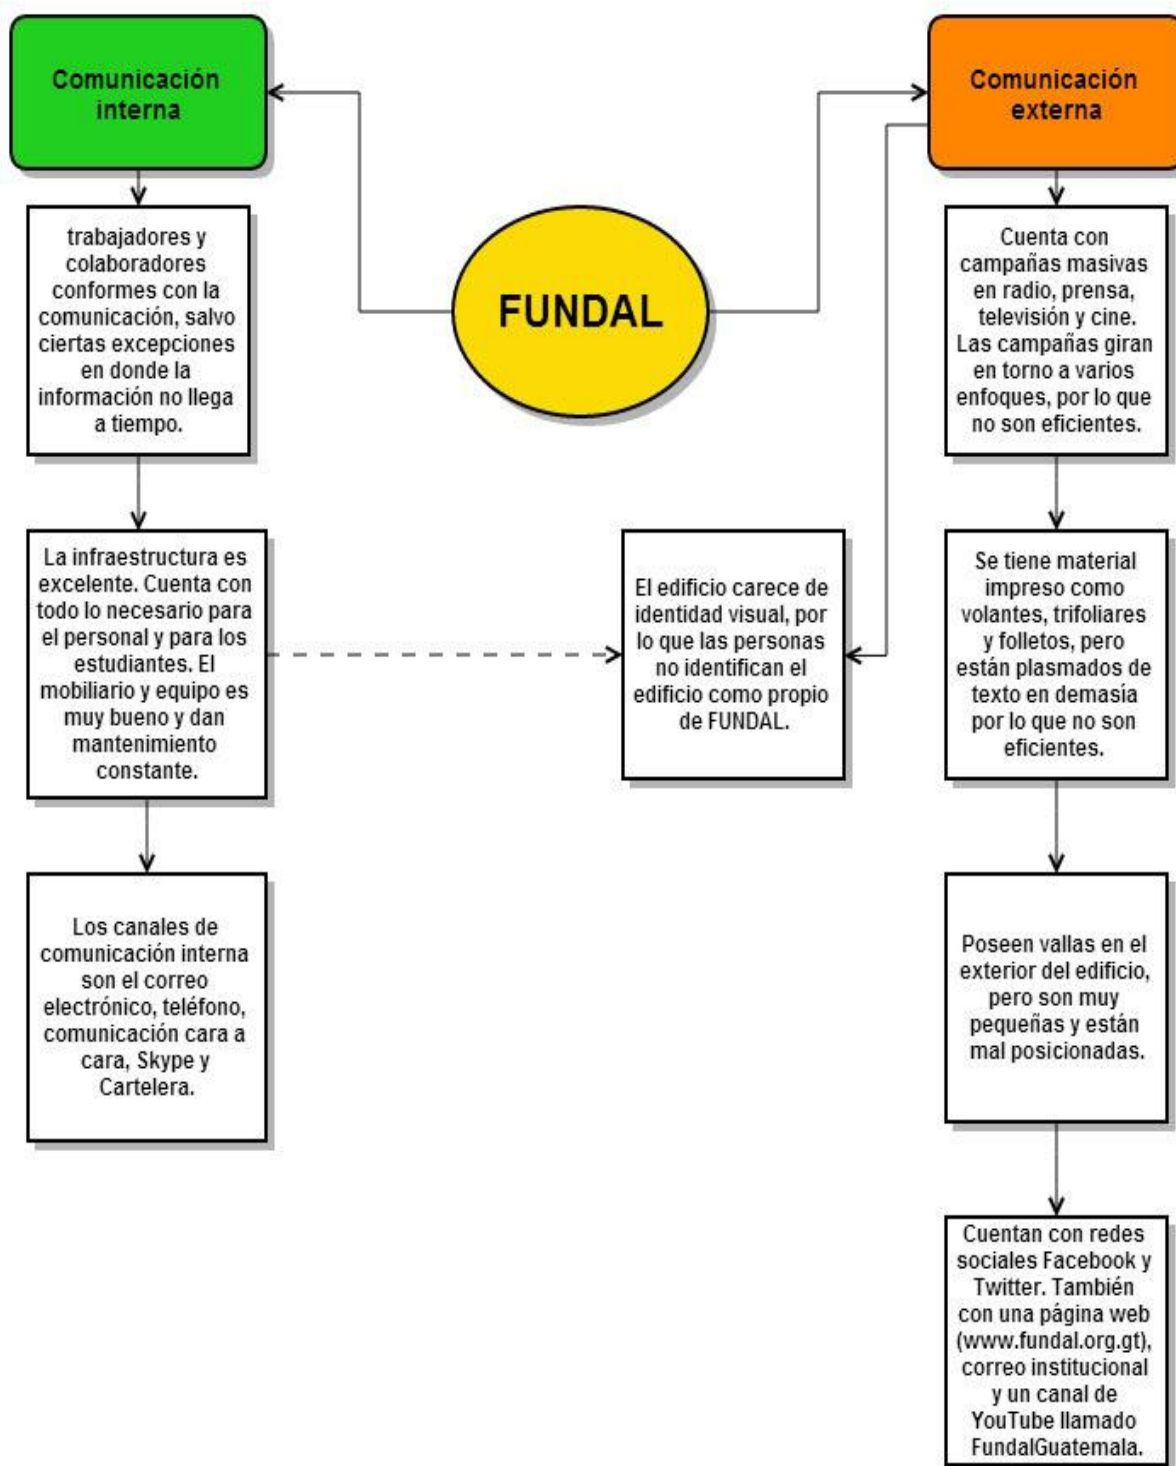 Comunicación
interna
Comunicación
externa
FUNDAL
trabajadores y
colaboradores
conformes con la
comunicación, salvo
ciertas excepciones
en donde la
información no llega
a tiempo.
Cuenta con
campañas masivas
en radio, prensa,
televisión y cine.
Las campañas giran
en torno a varios
enfoques, por lo que
no son eficientes.
La infraestructura es
excelente. Cuenta con
todo lo necesario para
el personal y para los
estudiantes. El
mobiliario y equipo es
muy bueno y dan
mantenimiento
constante.
El edificio carece de
identidad visual, por
lo que las personas
no identifican el
edificio como propio
de FUNDAL.
Se tiene material
impreso como
volantes, trifoliares
y folletos, pero
están plasmados de
texto en demasía
por lo que no son
eficientes.
Los canales de
comunicación interna
son el correo
electrónico, teléfono,
comunicación cara a
cara, Skype y
Cartelera.
Poseen vallas en el
exterior del edificio,
pero son muy
pequeñas y están
mal posicionadas.
Cuentan con redes
sociales Facebook y
Twitter. También
con una página web
(www.fundal.org.gt),
correo institucional
y un canal de
YouTube llamado
FundalGuatemala.